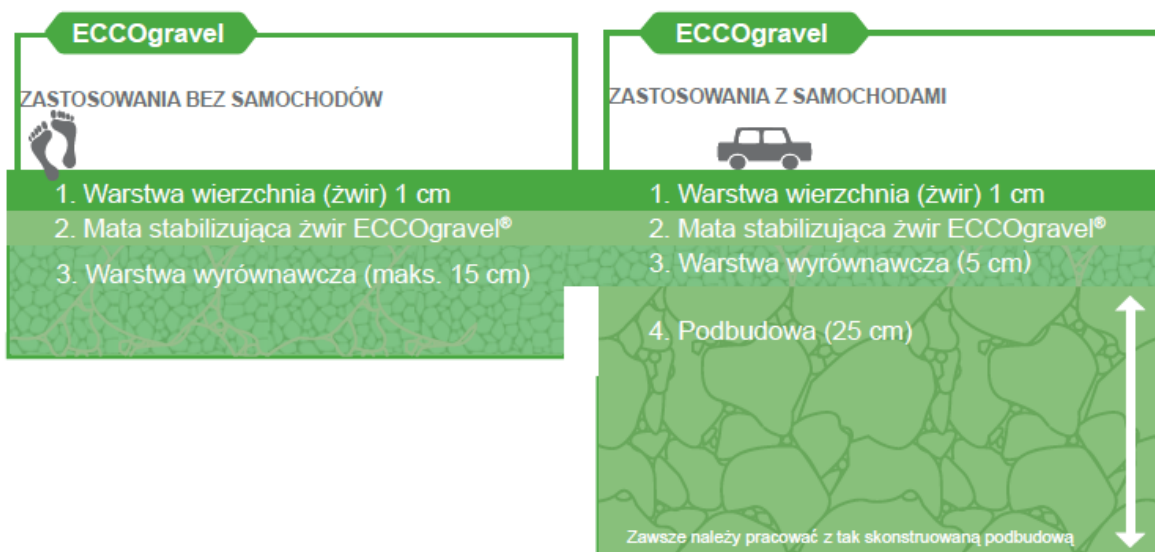 ECCOgravel
ZASTOSOWANIA BEZ SAMOCHODÓW
1. Warstwa wierzchnia (żwir) 1 cm
2. Mata stabilizująca żwir ECCOgravel®
3. Warstwa wyrównawcza (maks. 15 cm)
ECCOgravel
ZASTOSOWANIA Z SAMOCHODAMI
1. Warstwa wierzchnia (żwir) 1 cm
2. Mata stabilizująca żwir ECCOgravel®
3. Warstwa wyrównawcza (5 cm)
4. Podbudowa (25 cm)
Zawsze należy pracować z tak skonstruowaną podbudową